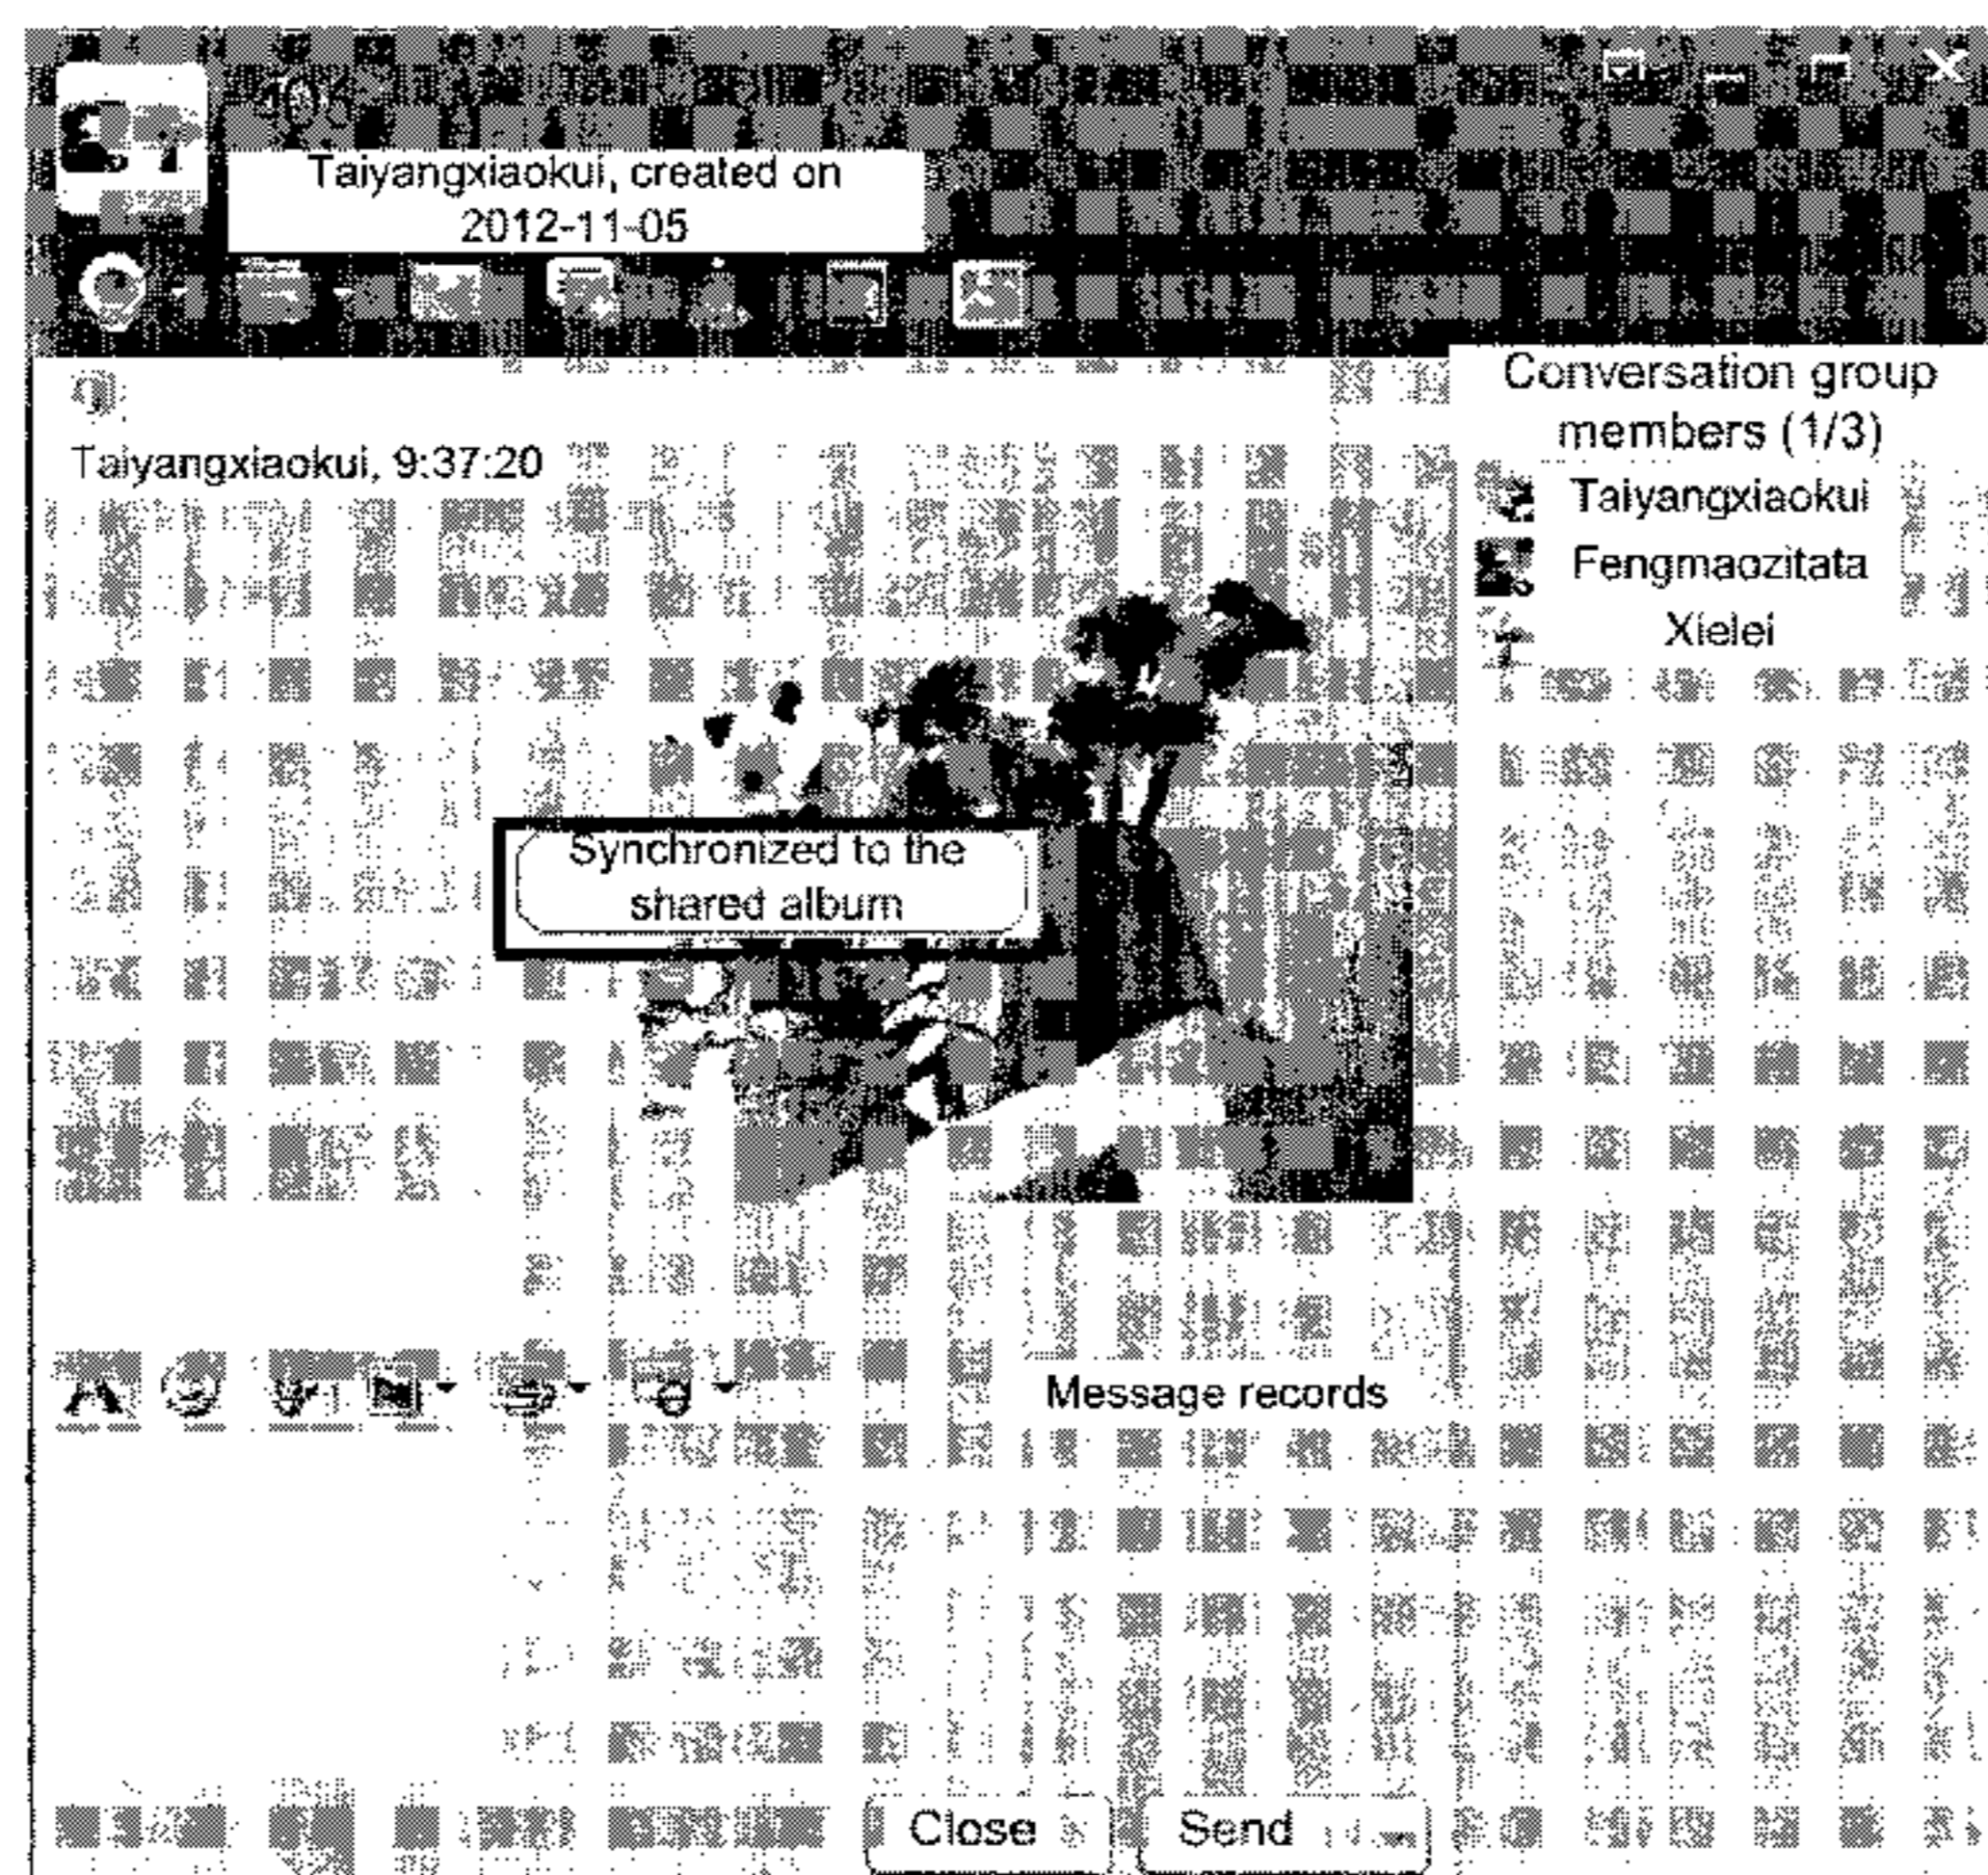 Taiyangxiaokui, created on
2012-11-05
Conversation group
members (1/3)
Taiyangxiaokui, 9:37:20
Taiyangxiaokui
Fengmaozitata
Xielei
Synchronized to the
shared album
Message records
Close
Send